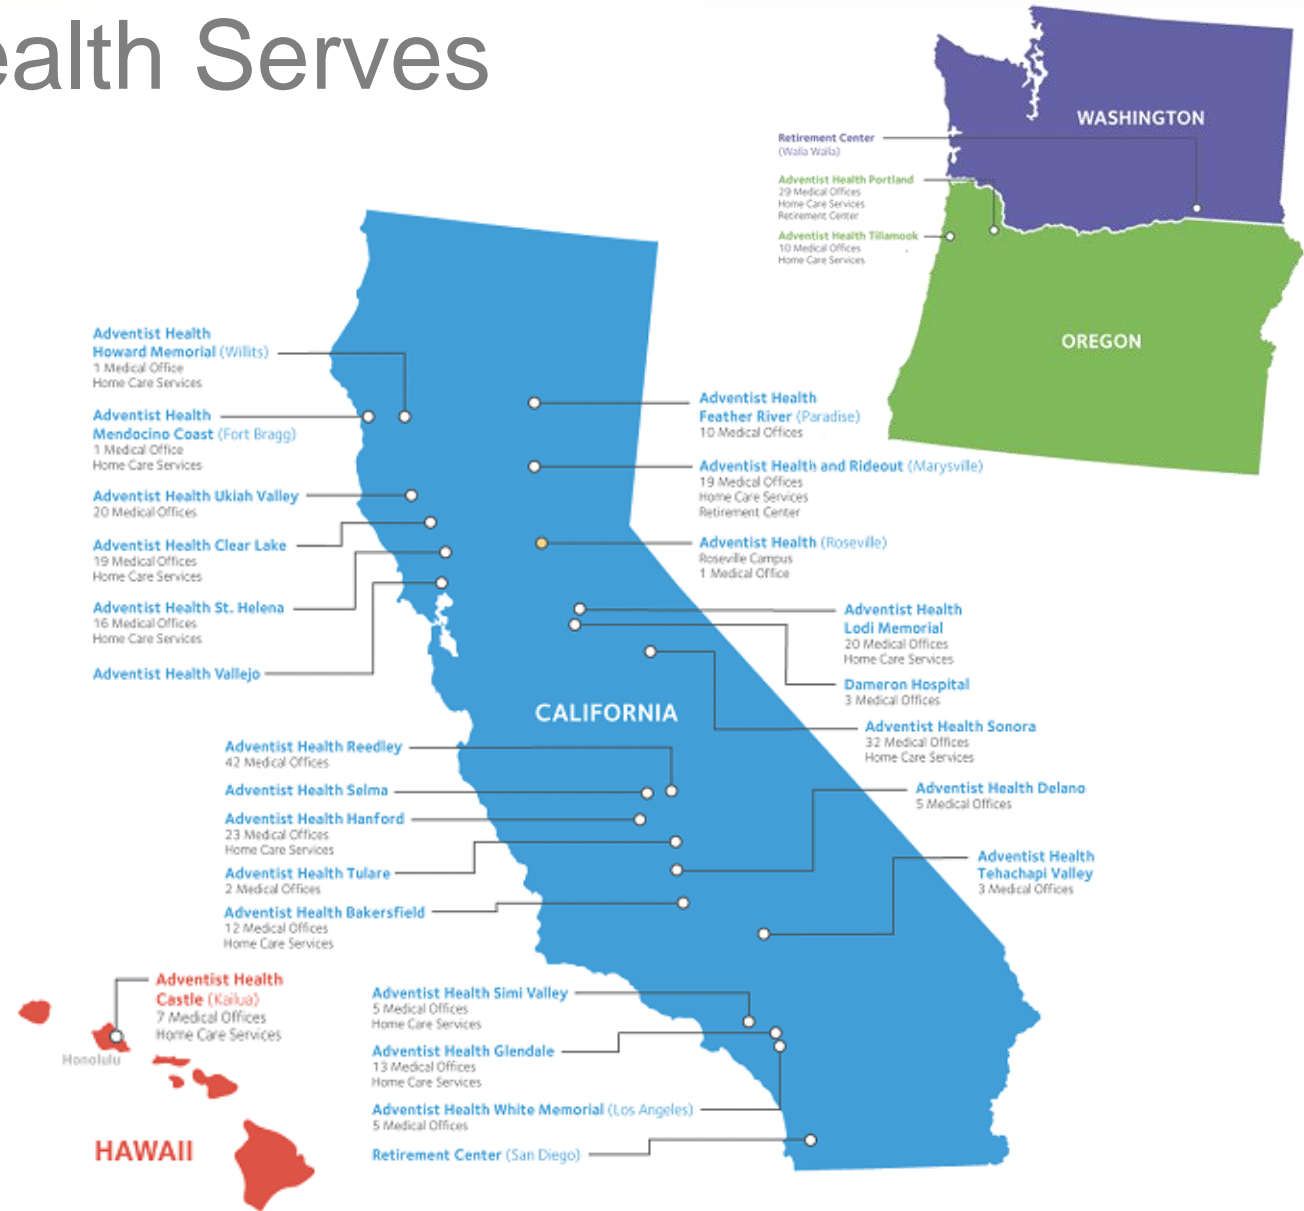 ealth Serves
WASHINGTON
Retirement Center
(Walla Walla)
Adventist Health Portland
29 Medical Offices
Home Care Services
Retirement Center
Adventist Health Tillamook
10 Medical Offices
Home Care Services
OREGON
Adventist Health
Howard Memorial (Willits)
1 Medical Office
Home Care Services
Adventist Health
Mendocino Coast (Fort Bragg)
1 Medical Office
Home Care Services
Adventist Health Ukiah Valley
20 Medical Offices
Adventist Health Clear Lake
19 Medical Offices
Home Care Services
Adventist Health St. Helena
16 Medical Offices
Home Care Services
Adventist Health Vallejo
Adventist Health
Feather River (Paradise)
10 Medical Offices
Adventist Health and Rideout (Marysville)
19 Medical Offices
Home Care Services
Retirement Center
Adventist Health (Roseville)
Roseville Campus
1 Medical Office
Adventist Health
Lodi Memorial
20 Medical Offices
Home Care Services
Dameron Hospital
3 Medical Offices
Adventist Health Sonora
32 Medical Offices
Home Care Services
CALIFORNIA
Adventist Health Reedley
42 Medical Offices
Adventist Health Selma
Adventist Health Hanford
23 Medical Offices
Home Care Services
Adventist Health Tulare
2 Medical Offices
Adventist Health Bakersfield
12 Medical Offices
Home Care Services
Adventist Health Delano
5 Medical Offices
Adventist Health
Tehachapi Valley
3 Medical Offices
Adventist Health
Castle (Kailua)
7 Medical Offices
Home Care Services
Honolulu
HAWAII
Adventist Health Simi Valley
5 Medical Offices
Home Care Services
Adventist Health Glendale
13 Medical Offices
Home Care Services
Adventist Health White Memorial (Los Angeles)
5 Medical Offices
Retirement Center (San Diego)